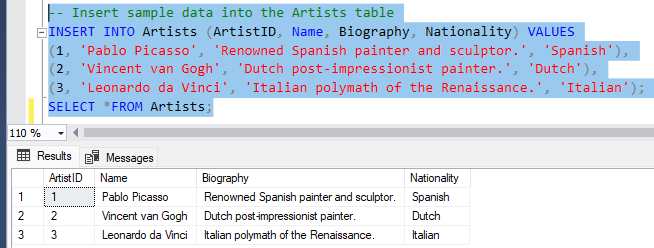 -- Insert sample data into the Artists table
INSERT INTO Artists (ArtistID, Name, Biography, Nationality) VALUES
(1, 'Pablo Picasso', 'Renowned Spanish painter and sculptor.', 'Spanish'),
(2, 'Vincent van Gogh', 'Dutch post-impressionist painter.', 'Dutch'),
(3, 'Leonardo da Vinci', 'Italian polymath of the Renaissance.', 'Italian');
SELECT *FROM Artists;
110 %
Results Messages
ArtistID Name Biography Nationality
1 1 Pablo Picasso Renowned Spanish painter and sculptor. Spanish
2 2 Vincent van Gogh Dutch post-impressionist painter. Dutch
3 3 Leonardo da Vinci Italian polymath of the Renaissance. Italian